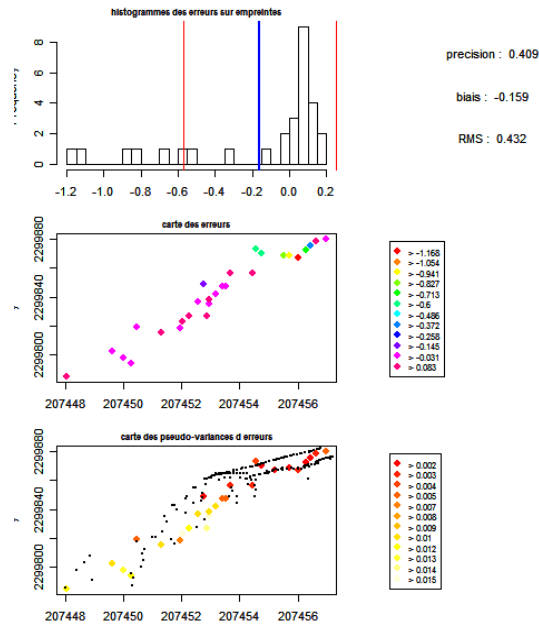 histogrammes des erreurs sur empreintes
Frequency
8
6
4
2
0
-1.2 -1.0 -0.8 -0.6 -0.4 -0.2 0.0 0.2
precision : 0.409
biais : -0.159
RMS : 0.432
carte des erreurs
y
2299880
2299840
2299800
207448 207450 207452 207454 207456
> -1.168
> -1.054
> -0.941
> -0.827
> -0.713
> -0.6
> -0.486
> -0.372
> -0.258
> -0.145
> -0.031
> 0.083
carte des pseudo-variances d erreurs
y
2299880
2299840
2299800
207448 207450 207452 207454 207456
> 0.002
> 0.003
> 0.004
> 0.005
> 0.007
> 0.008
> 0.009
> 0.01
> 0.012
> 0.013
> 0.014
> 0.015